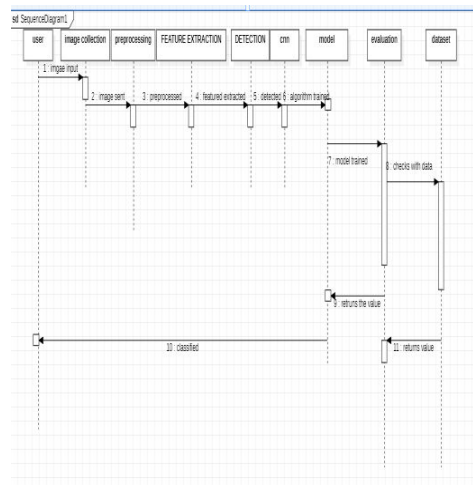 sd SequenceDiagram1
user
image collection
preprocessing
FEATURE EXTRACTION
DETECTION
cnn
model
evaluation
dataset
1 : imgae input
2 : image sent
3 : preprocessed
4 : featured extracted
5 : detected
6 : algorithm trained
7 : model trained
8 : checks with data
9 : retruns the value
10 : classified
11 : returns value